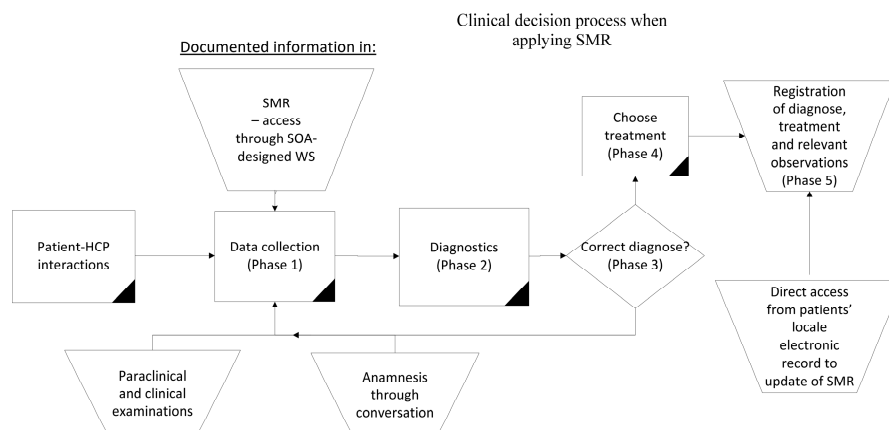 Clinical decision process when
applying SMR
Documented information in:
SMR
– access
through SOA-
designed WS
Choose
treatment
(Phase 4)
Registration
of diagnose,
treatment
and relevant
observations
(Phase 5)
Patient-HCP
interactions
Data collection
(Phase 1)
Diagnostics
(Phase 2)
Correct diagnose?
(Phase 3)
Direct access
from patients’
locale
electronic
record to
update of SMR
Paraclinical
and clinical
examinations
Anamnesis
through
conversation